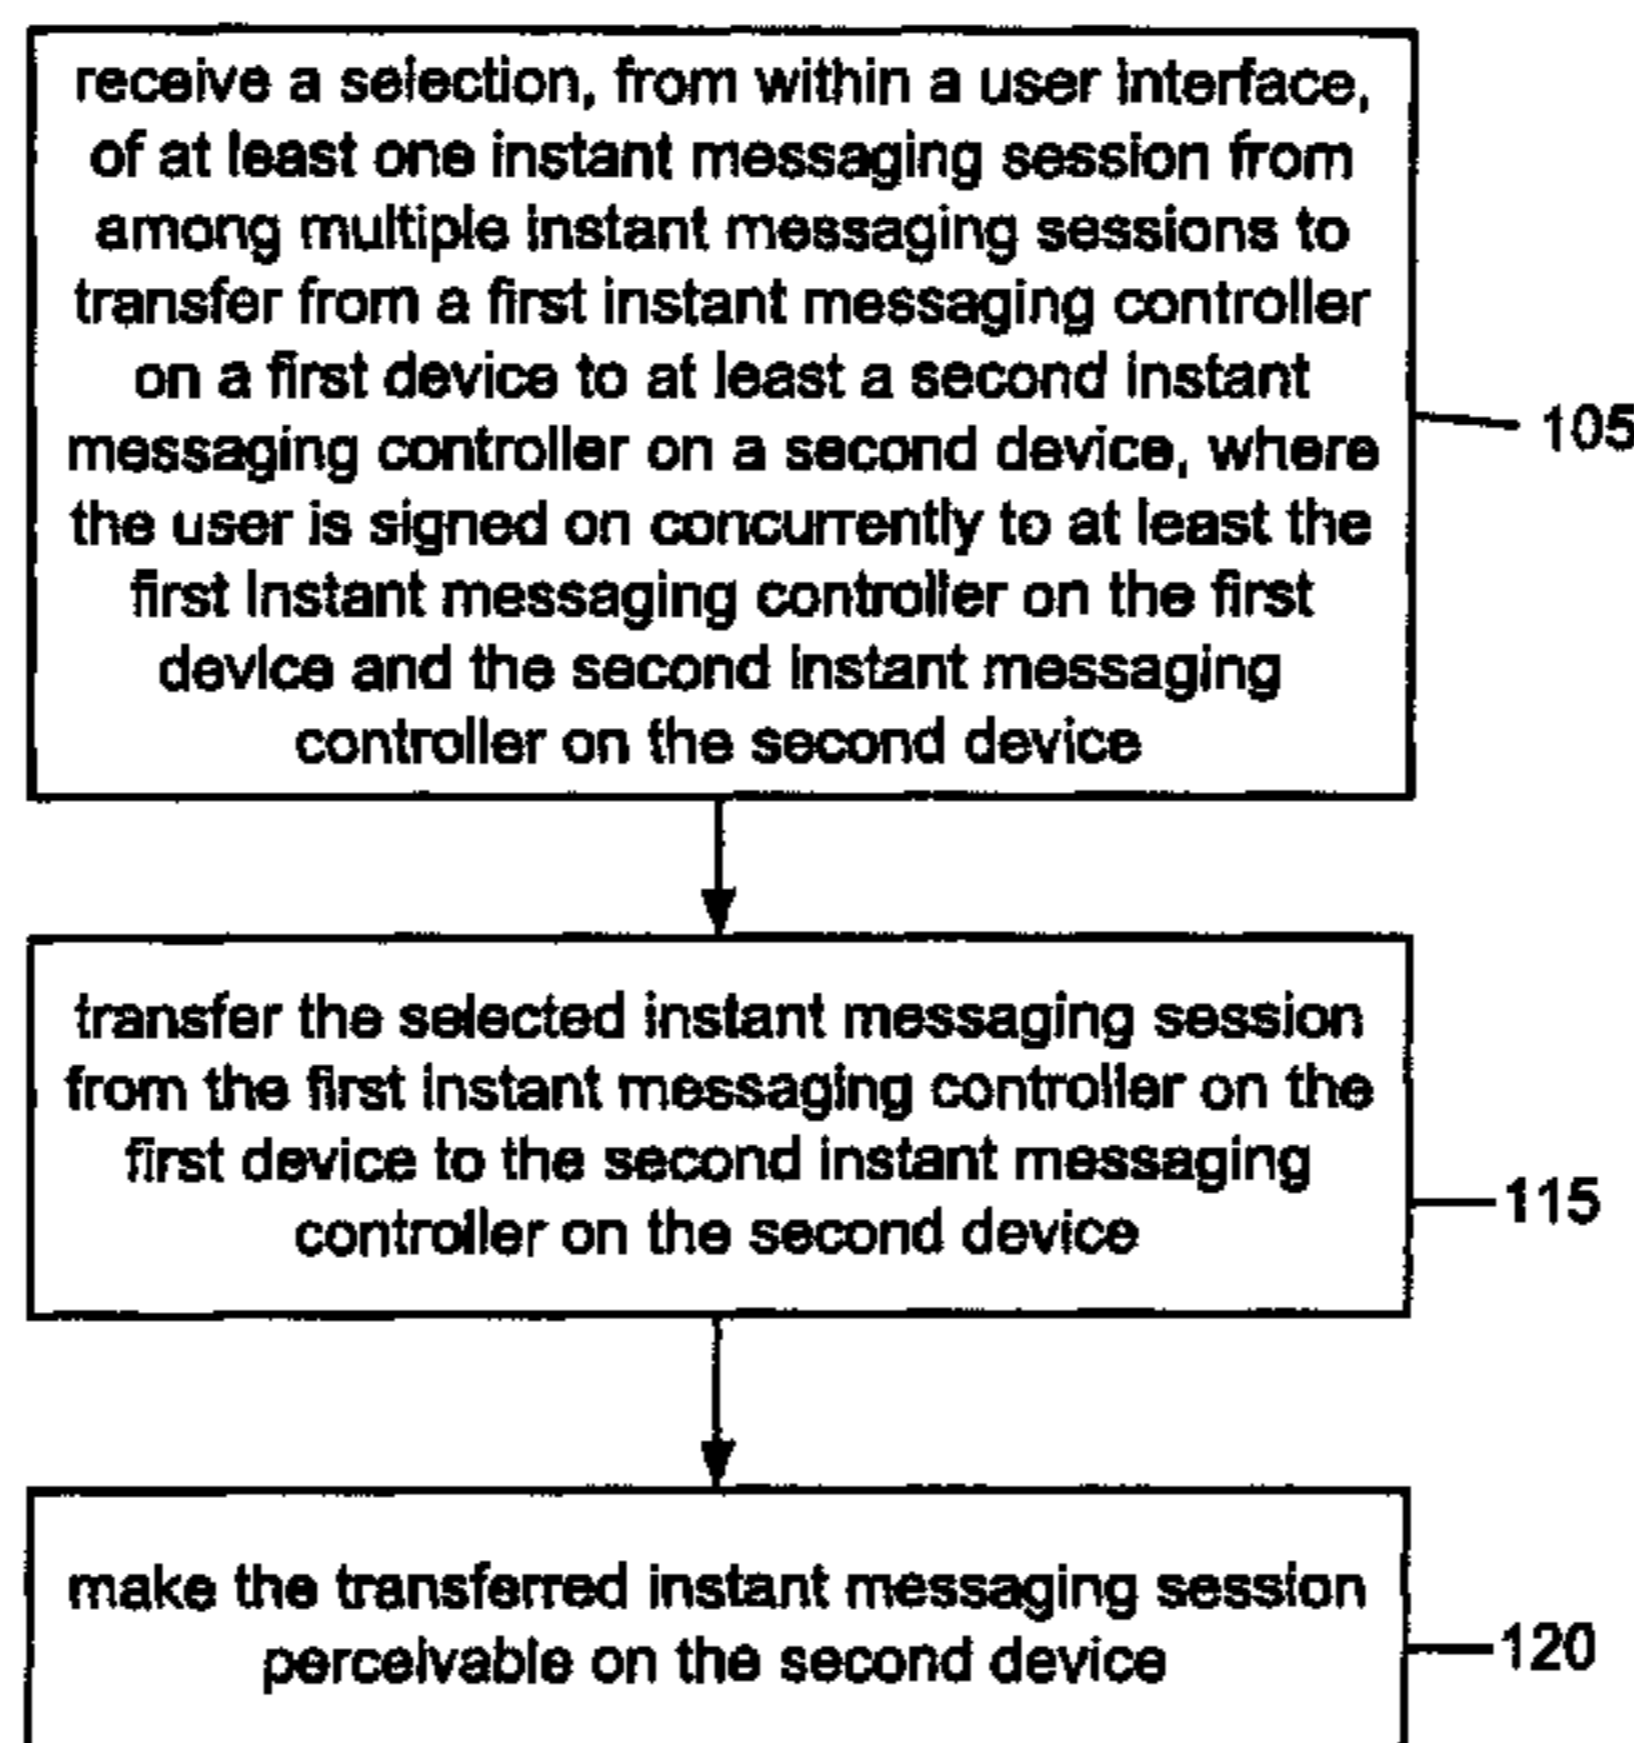 receive a selection, from within a user interface,
of at least one instant messaging session from
among multiple instant messaging sessions to
transfer from a first instant messaging controller
on a first device to at least a second instant
messaging controller on a second device, where
the user is signed on concurrently to at least the
first instant messaging controller on the first
device and the second instant messaging
controller on the second device
105
transfer the selected instant messaging session
from the first instant messaging controller on the
first device to the second instant messaging
controller on the second device
115
make the transferred instant messaging session
perceivable on the second device
120